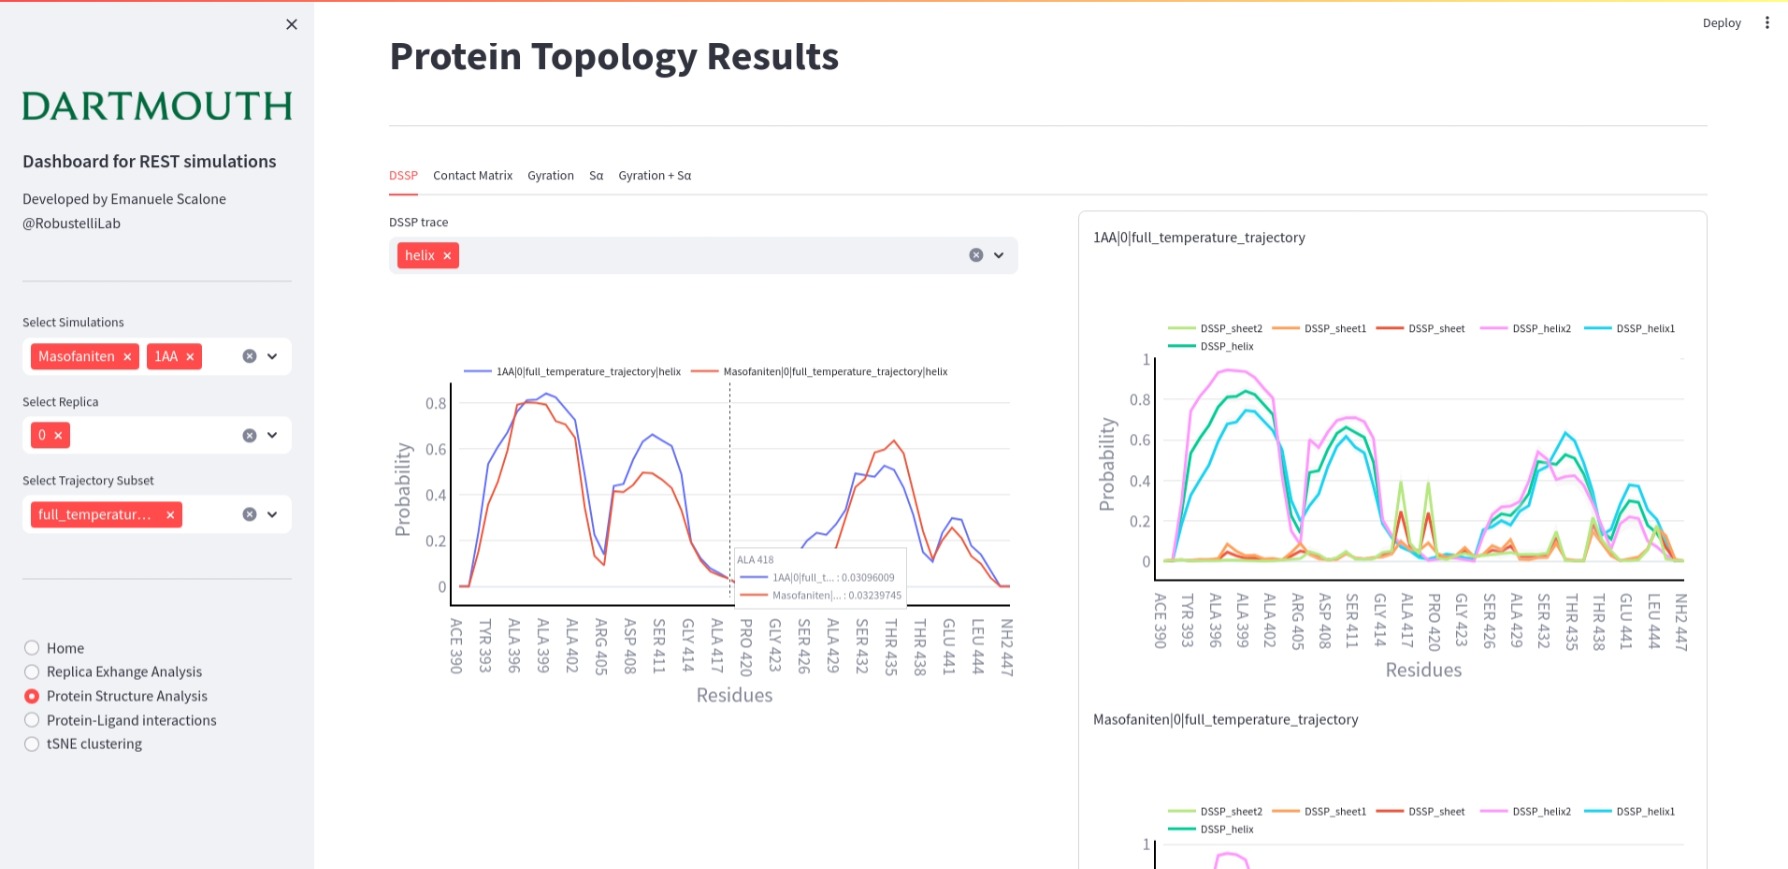 Deploy
DARTMOUTH
Dashboard for REST simulations
Developed by Emanuele Scalone
@RobustelliLab
Select Simulations
Masofaniten
1AA
Select Replica
0
Select Trajectory Subset
full_temperatur...
Home
Replica Exhange Analysis
Protein Structure Analysis
Protein-Ligand interactions
tSNE clustering
Protein Topology Results
DSSP Contact Matrix Gyration Sα Gyration + Sα
DSSP trace
helix
1AA|0|full_temperature_trajectory|helix Masofaniten|0|full_temperature_trajectory|helix
Probability
0.8
0.6
0.4
0.2
0
ALA 418
1AA|0|full_t... : 0.03096009
Masofaniten|... : 0.03239745
ACE 390
TYR 393
ALA 396
ALA 399
ALA 402
ARG 405
ASP 408
SER 411
GLY 414
ALA 417
PRO 420
GLY 423
SER 426
ALA 429
SER 432
THR 435
THR 438
GLU 441
LEU 444
NH2 447
Residues
1AA|0|full_temperature_trajectory
DSSP_sheet2 DSSP_sheet1 DSSP_sheet DSSP_helix2 DSSP_helix1
DSSP_helix
Probability
1
0.8
0.6
0.4
0.2
0
ACE 390
TYR 393
ALA 396
ALA 399
ALA 402
ARG 405
ASP 408
SER 411
GLY 414
ALA 417
PRO 420
GLY 423
SER 426
ALA 429
SER 432
THR 435
THR 438
GLU 441
LEU 444
NH2 447
Residues
Masofaniten|0|full_temperature_trajectory
DSSP_sheet2 DSSP_sheet1 DSSP_sheet DSSP_helix2 DSSP_helix1
DSSP_helix
1